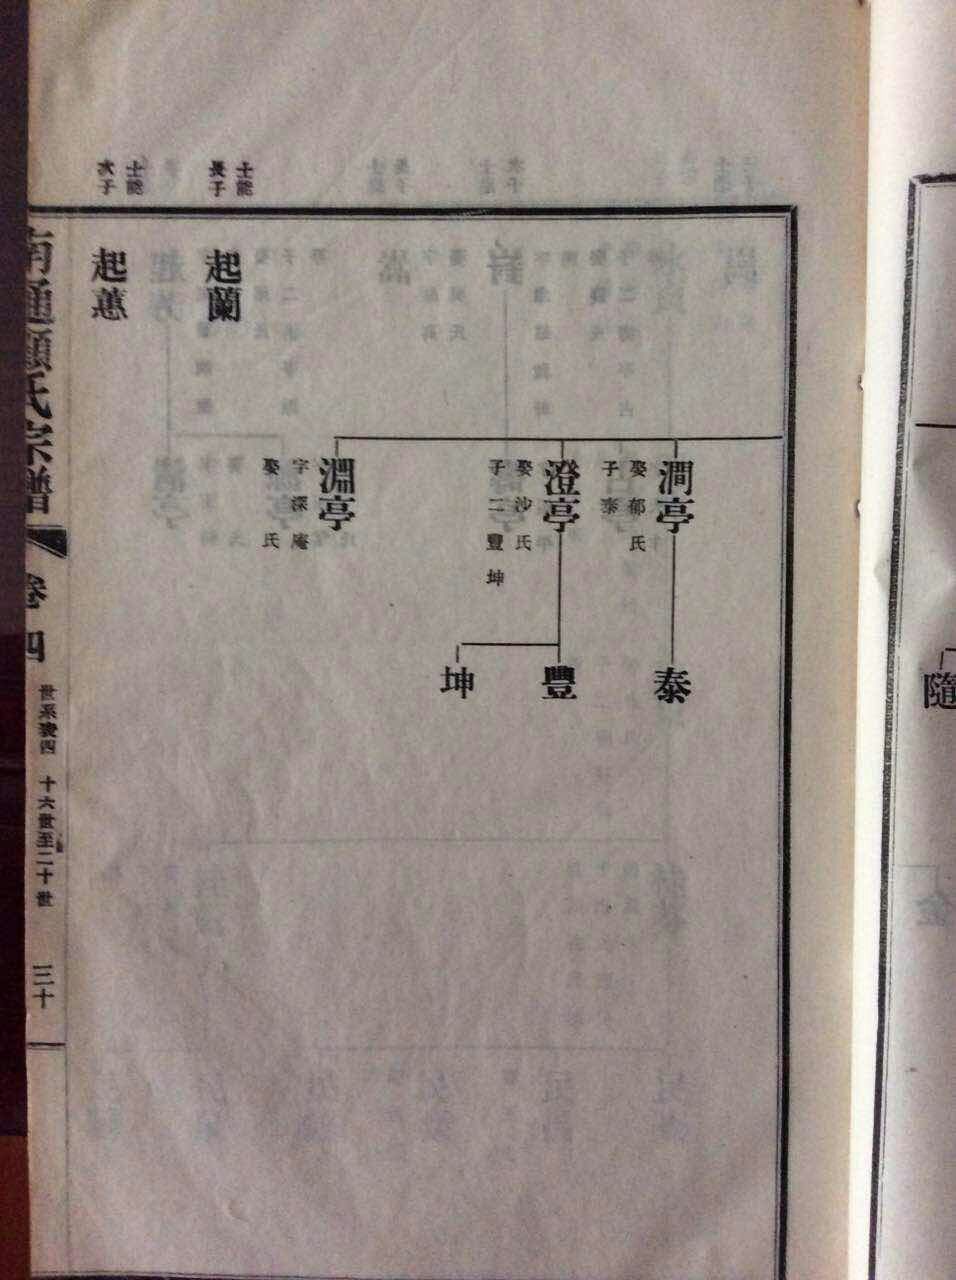 澗亭
娶郁氏
子泰
泰
澄亭
娶沙氏
子二豐坤
豐
坤
淵亭
字深庵
娶氏
士能
長子
起蘭
士能
次子
起蕙
南通顧氏宗譜
卷四
世系表四 十六世至二十世
三十
隨